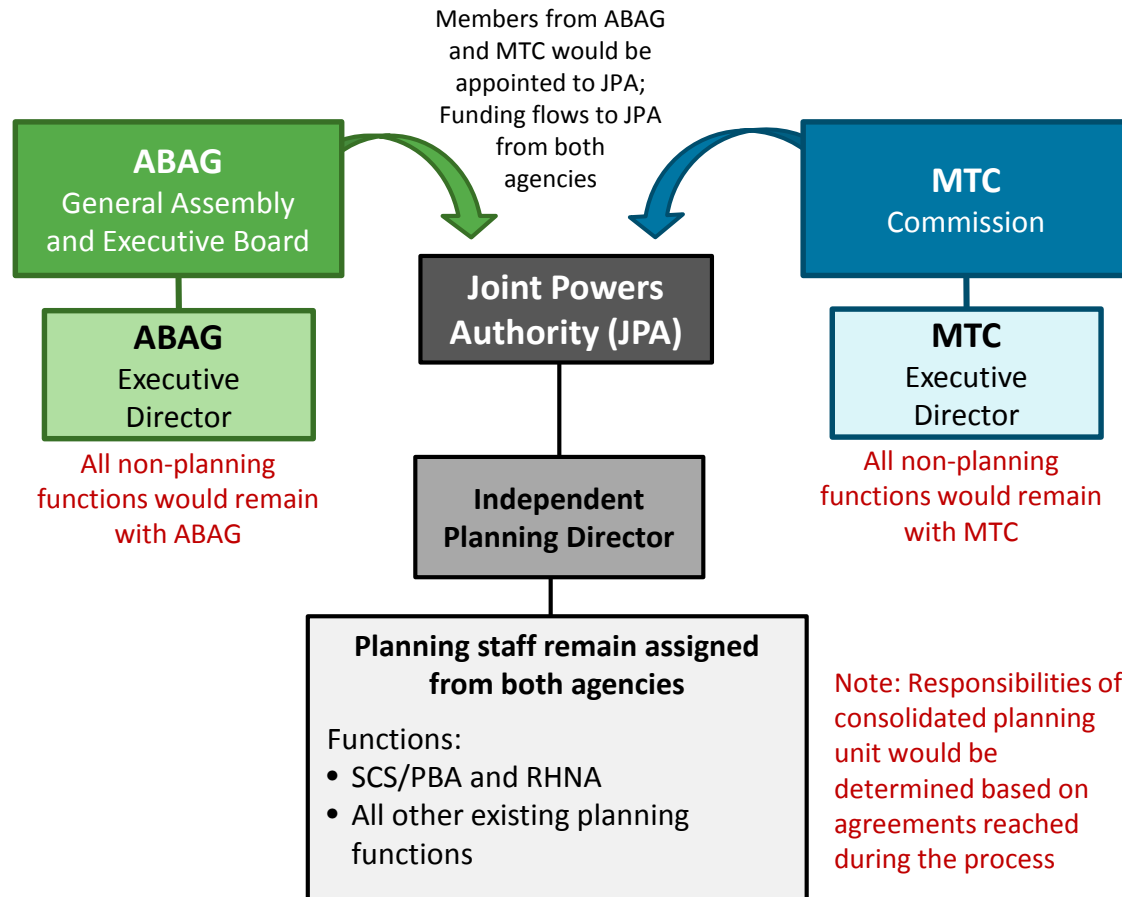 Members from ABAG
and MTC would be
appointed to JPA;
Funding flows to JPA
from both
agencies
ABAG
General Assembly
and Executive Board
MTC
Commission
Joint Powers
Authority (JPA)
ABAG
Executive
Director
MTC
Executive
Director
All non-planning
functions would remain
with ABAG
All non-planning
functions would remain
with MTC
Independent
Planning Director
Planning staff remain assigned
from both agencies
Functions:
• SCS/PBA and RHNA
• All other existing planning
functions
Note: Responsibilities of
consolidated planning
unit would be
determined based on
agreements reached
during the process